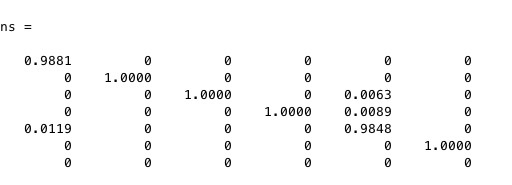 ns =
0.9881 0 0 0 0 0
0 1.0000 0 0 0 0
0 0 1.0000 0 0.0063 0
0 0 0 1.0000 0.0089 0
0.0119 0 0 0 0.9848 0
0 0 0 0 0 1.0000
0 0 0 0 0 0